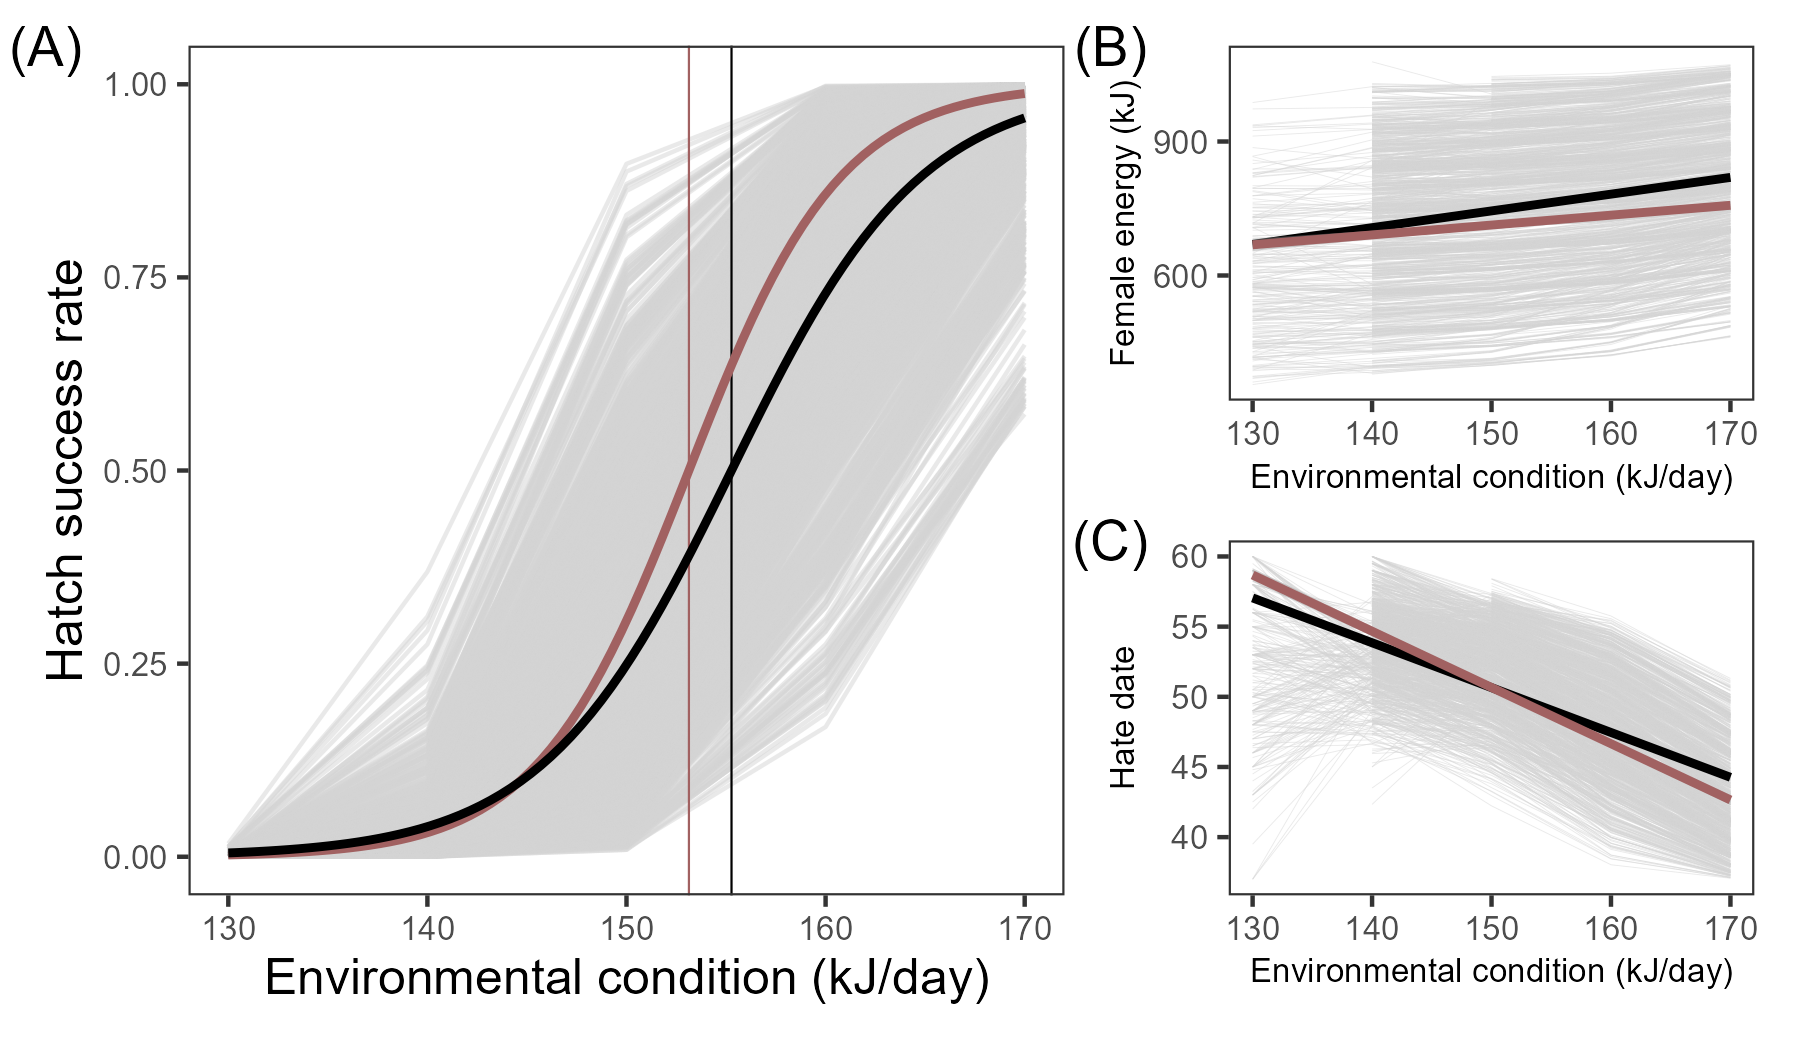 (A)
Hatch success rate
1.00
0.75
0.50
0.25
0.00
130 140 150 160 170
Environmental condition (kJ/day)
(B)
Female energy (kJ)
900
600
130 140 150 160 170
Environmental condition (kJ/day)
(C)
Hate date
60
55
50
45
40
130 140 150 160 170
Environmental condition (kJ/day)